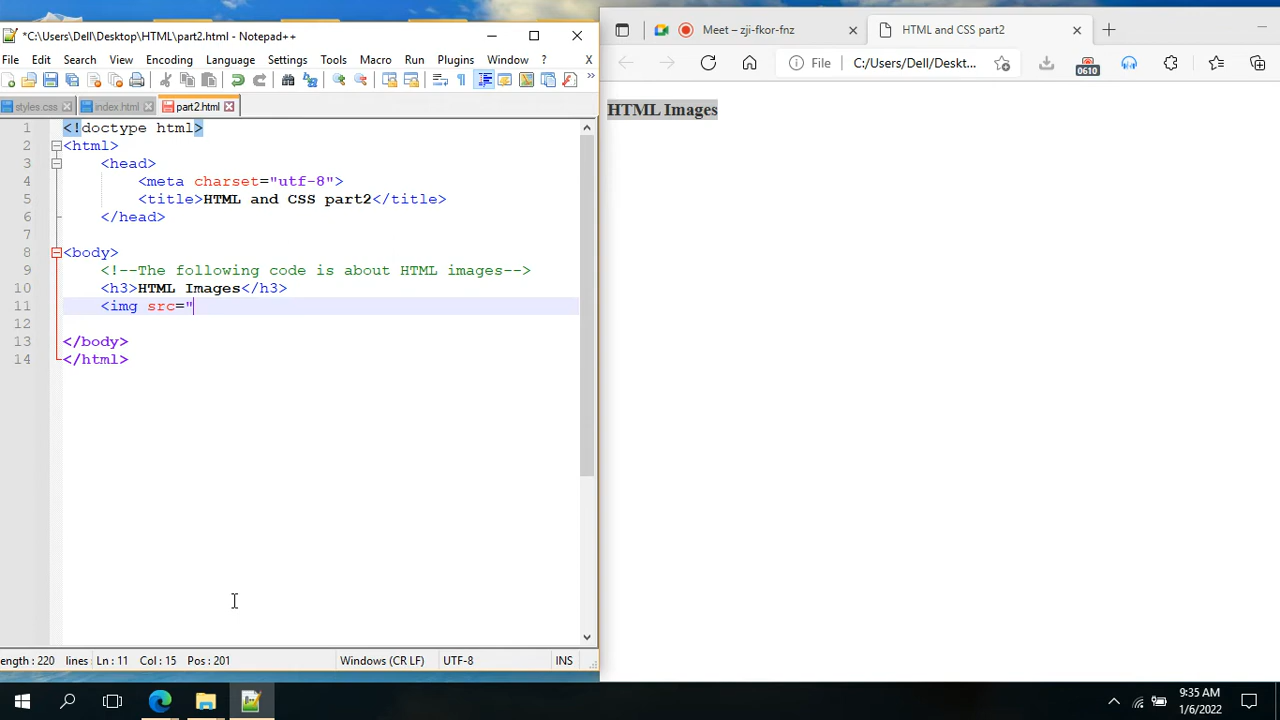 *C:\Users\Dell\Desktop\HTML\part2.html - Notepad++
File Edit Search View Encoding Language Settings Tools Macro Run Plugins Window ? X
styles.css index.html part2.html
1 <!doctype html>
2 <html>
3 <head>
4 <meta charset="utf-8">
5 <title>HTML and CSS part2</title>
6 </head>
7
8 <body>
9 <!--The following code is about HTML images-->
10 <h3>HTML Images</h3>
11 <img src="
12
13 </body>
14 </html>
ength : 220 lines Ln : 11 Col : 15 Pos : 201 Windows (CR LF) UTF-8 INS
Meet – zji-fkor-fnz HTML and CSS part2
File C:/Users/Dell/Deskt... 0610
HTML Images
9:35 AM
1/6/2022